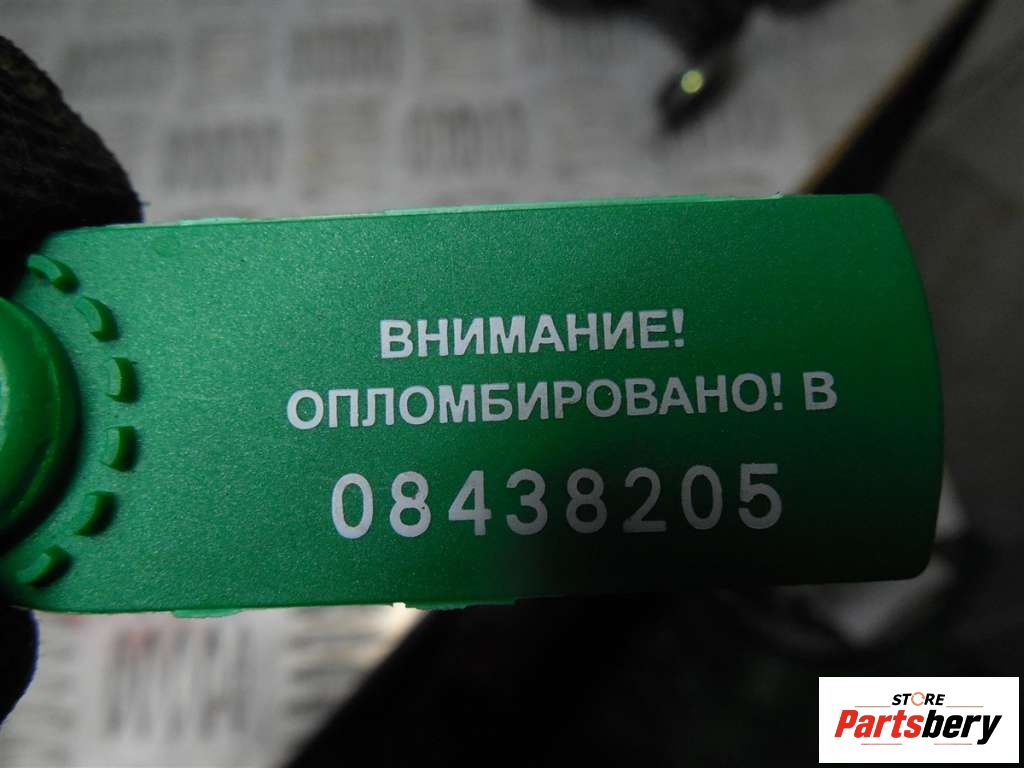 ВНИМАНИЕ!
ОПЛОМБИРОВАНО! В
08438205
STORE
Partsbery